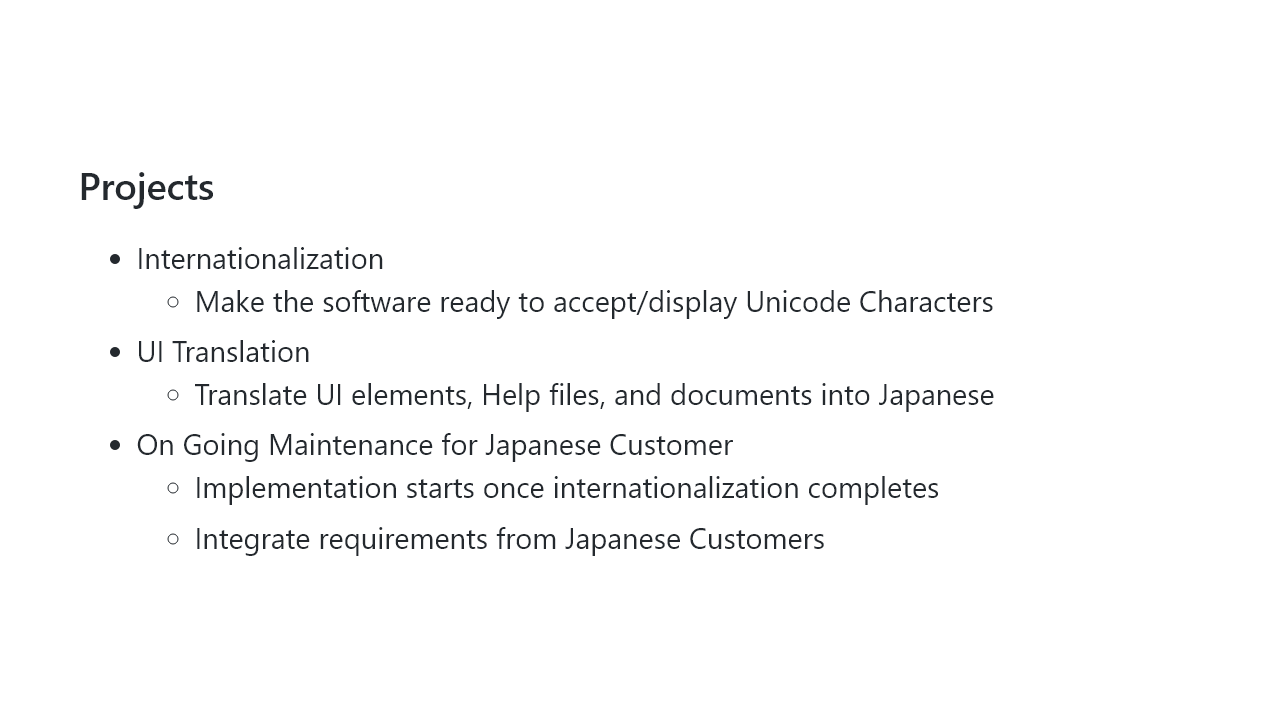 Projects
Internationalization
Make the software ready to accept/display Unicode Characters
UI Translation
Translate UI elements, Help files, and documents into Japanese
On Going Maintenance for Japanese Customer
Implementation starts once internationalization completes
Integrate requirements from Japanese Customers